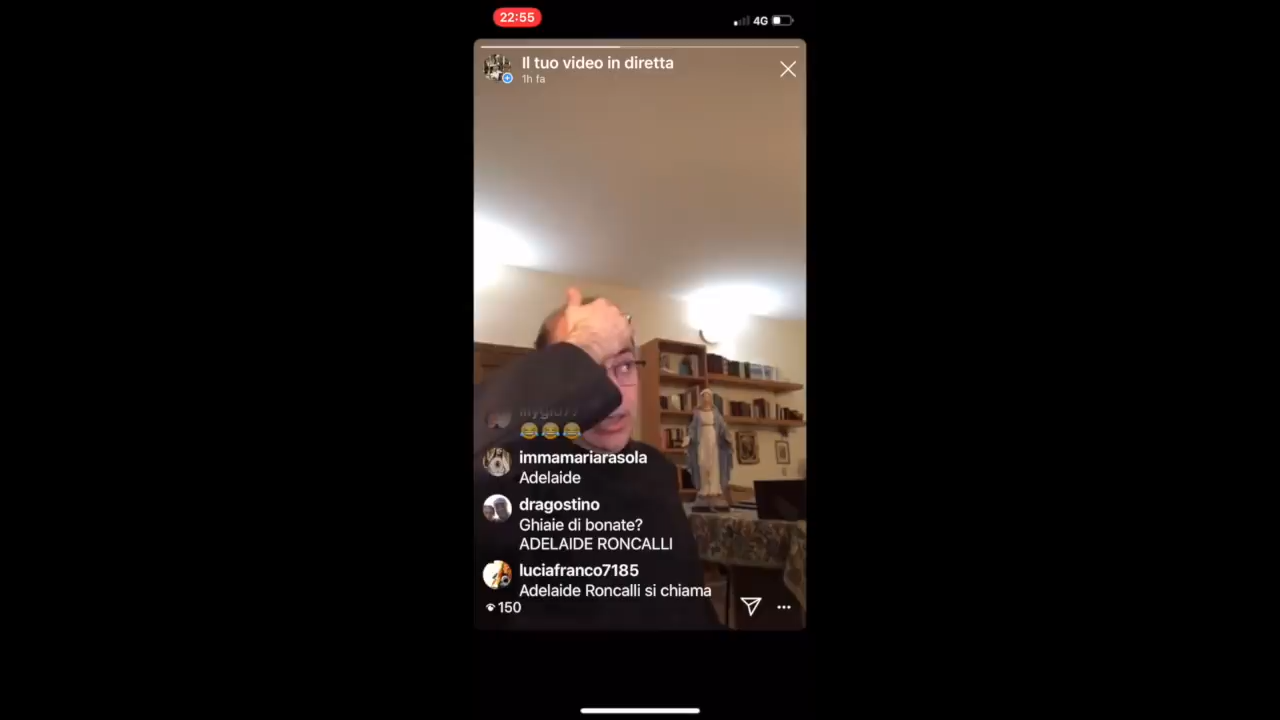 22:55
4G
Il tuo video in diretta
1h fa
😂😂😂
immamariarasola
Adelaide
dragostino
Ghiaie di bonate?
ADELAIDE RONCALLI
luciafranco7185
Adelaide Roncalli si chiama
150